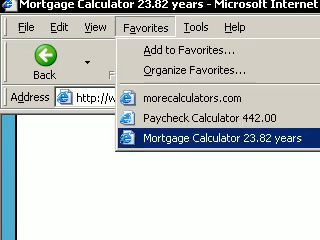 Mortgage Calculator 23.82 years - Microsoft Internet
File Edit View Favorites Tools Help
Back
Add to Favorites...
Organize Favorites...
Address http://w
morecalculators.com
Paycheck Calculator 442.00
Mortgage Calculator 23.82 years